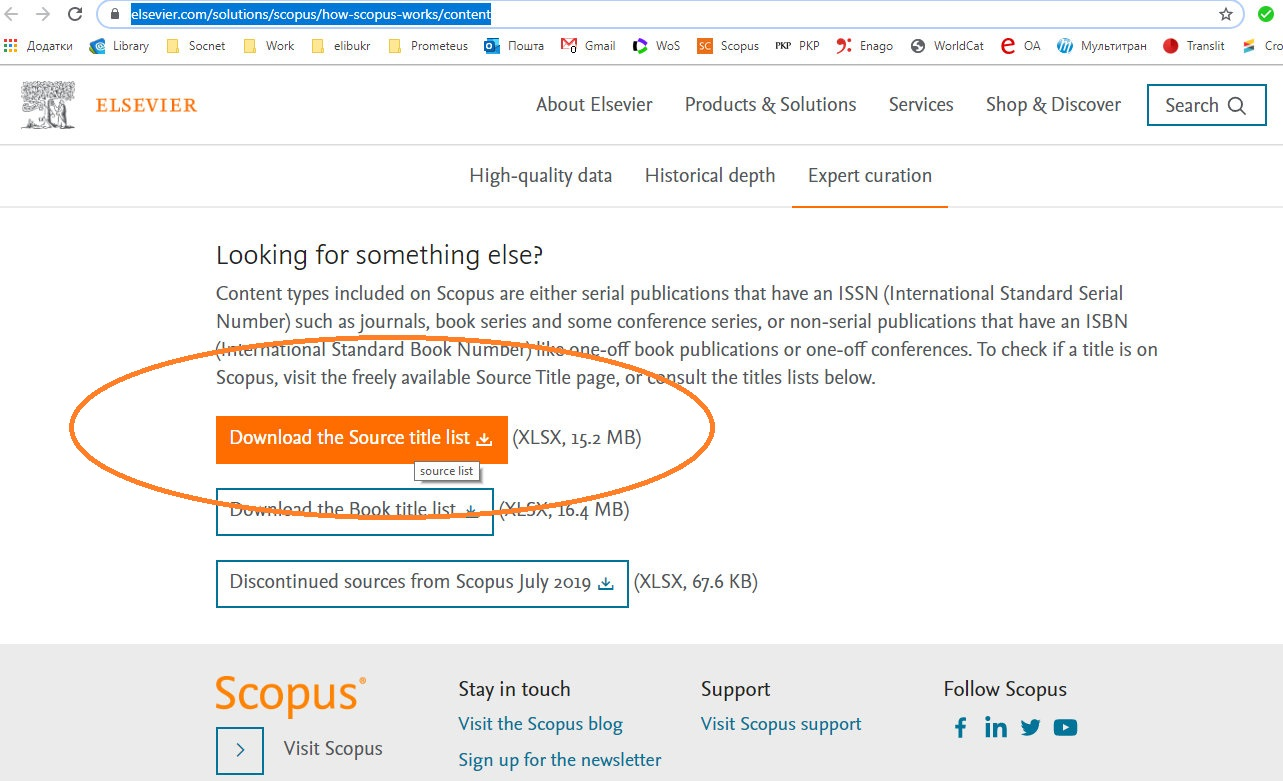 elsevier.com/solutions/scopus/how-scopus-works/content
Додатки Library Socnet Work elibukr Prometeus Пошта Gmail WoS SC Scopus PKP PKP Enago WorldCat OA Мультитран Translit Cro
ELSEVIER About Elsevier Products & Solutions Services Shop & Discover Search
High-quality data Historical depth Expert curation
Looking for something else?
Content types included on Scopus are either serial publications that have an ISSN (International Standard Serial
Number) such as journals, book series and some conference series, or non-serial publications that have an ISBN
(International Standard Book Number) like one-off book publications or one-off conferences. To check if a title is on
Scopus, visit the freely available Source Title page, or consult the titles lists below.
Download the Source title list (XLSX, 15.2 MB)
source list
Download the Book title list (XLSX, 16.4 MB)
Discontinued sources from Scopus July 2019 (XLSX, 67.6 KB)
Scopus® Stay in touch Support Follow Scopus
Visit the Scopus blog Visit Scopus support
Visit Scopus
Sign up for the newsletter